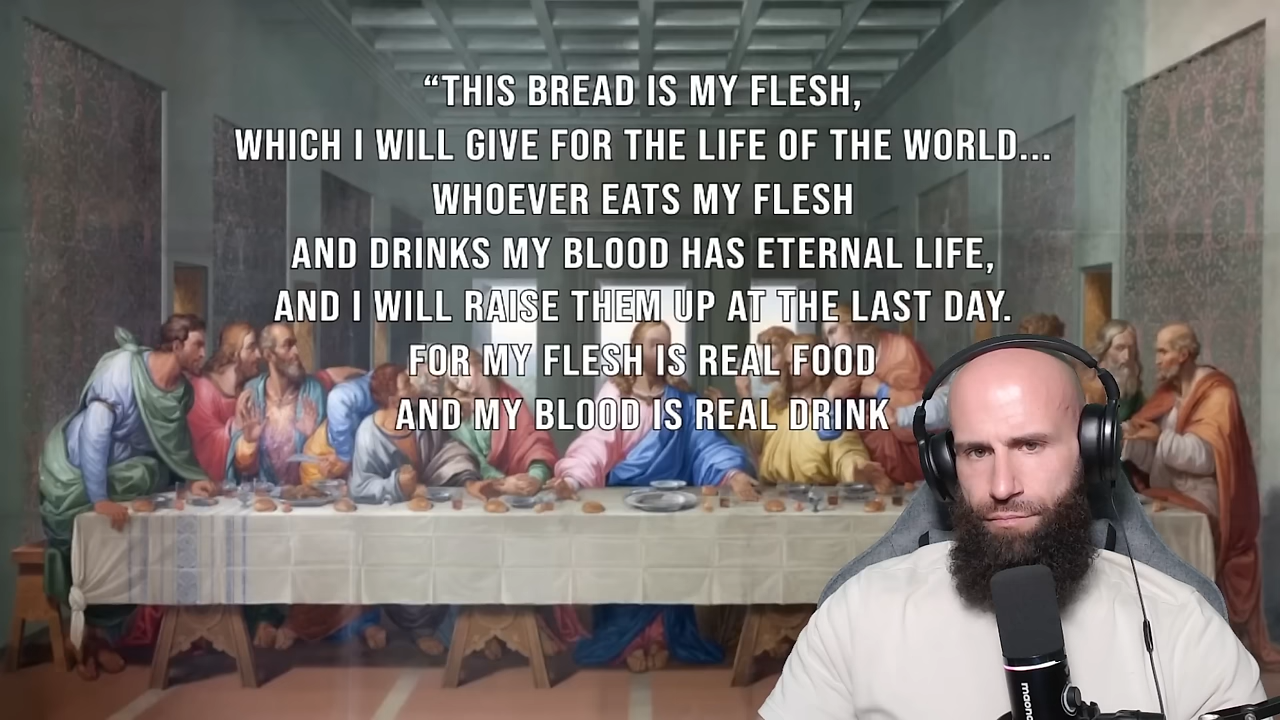 “THIS BREAD IS MY FLESH,
WHICH I WILL GIVE FOR THE LIFE OF THE WORLD...
WHOEVER EATS MY FLESH
AND DRINKS MY BLOOD HAS ETERNAL LIFE,
AND I WILL RAISE THEM UP AT THE LAST DAY.
FOR MY FLESH IS REAL FOOD
AND MY BLOOD IS REAL DRINK
maono